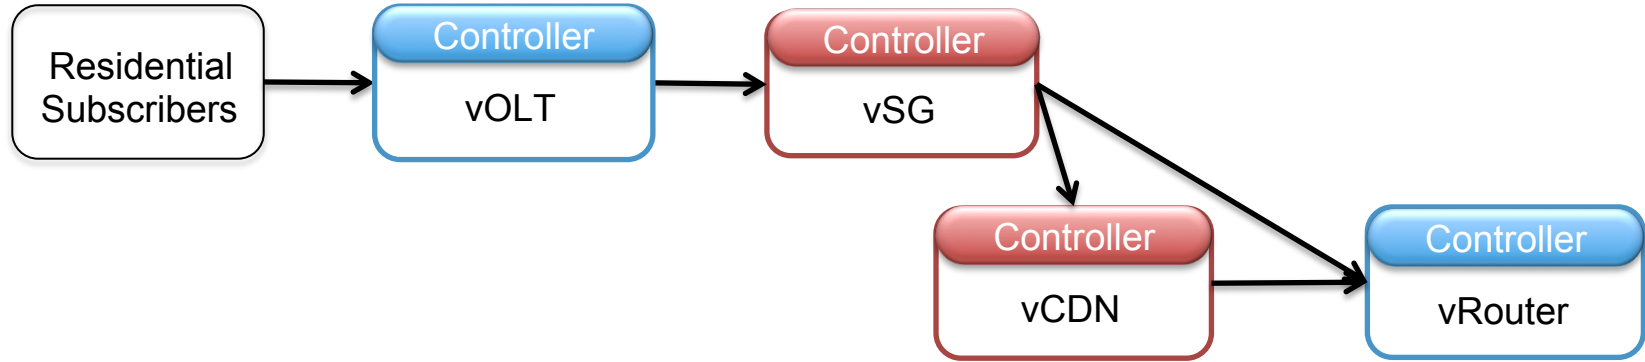 Residential
Subscribers
Controller
vOLT
Controller
vSG
Controller
vCDN
Controller
vRouter